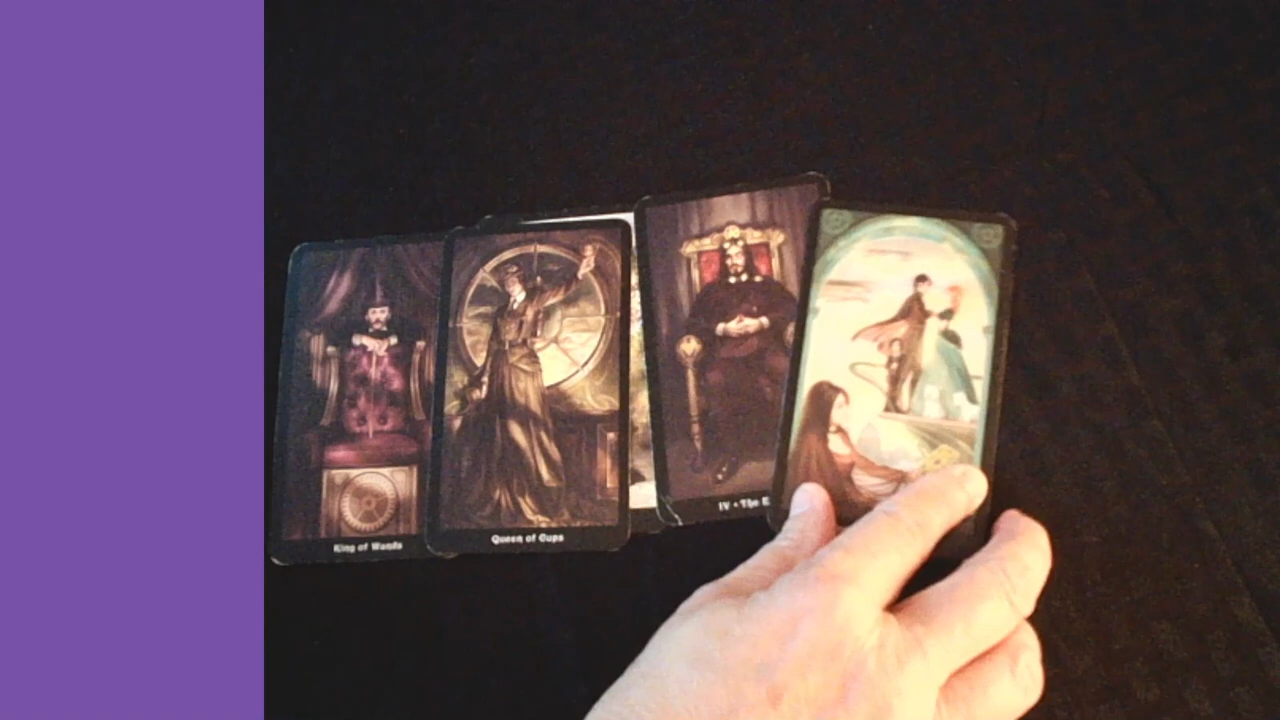 King of Wands
Queen of Cups
IV • The E